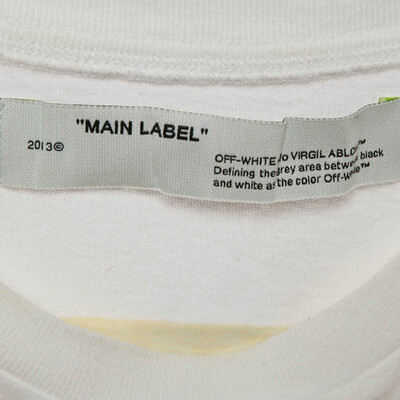 "MAIN LABEL"
2013©
OFF-WHITE c/o VIRGIL ABLOH™
Defining the grey area between black
and white as the color Off-White™